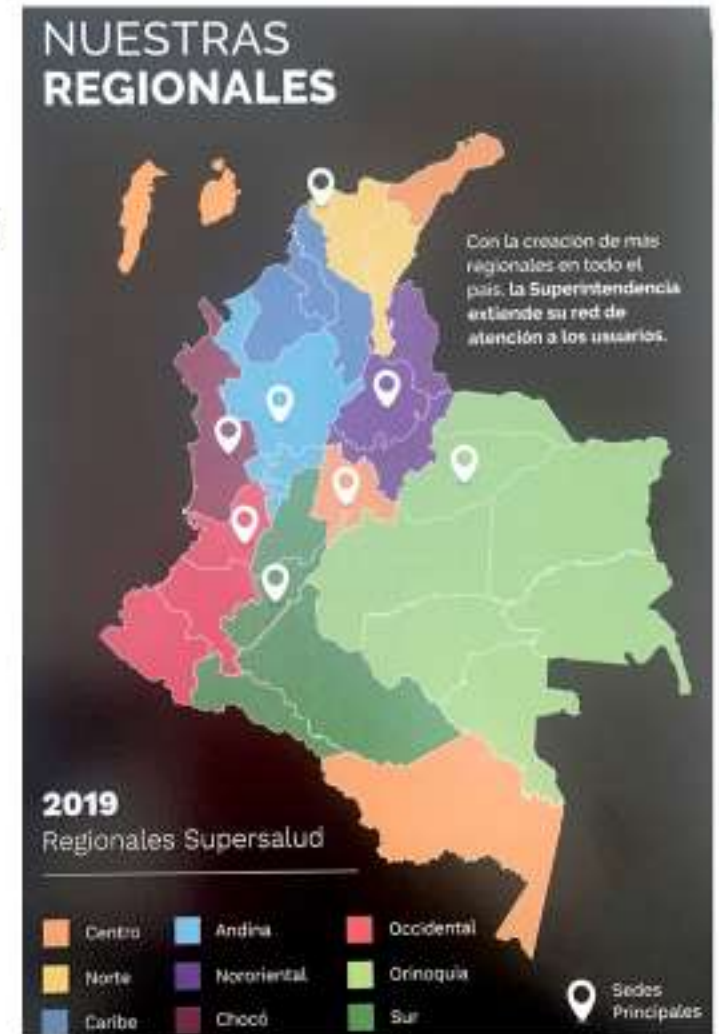 NUESTRAS
REGIONALES
Con la creación de más
regionales en todo el
país, la Superintendencia
extiende su red de
atención a los usuarios.
2019
Regionales Supersalud
Centro
Andina
Occidental
Norte
Nororiental
Orinoquia
Caribe
Chocó
Sur
Sedes
Principales